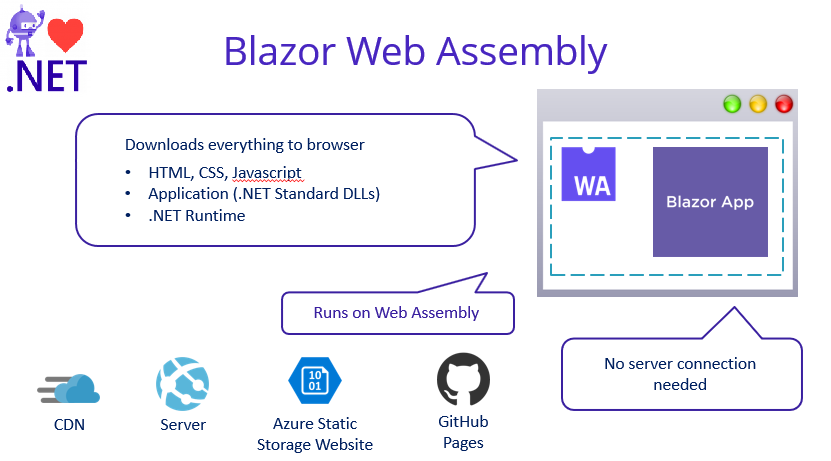 .NET
Blazor Web Assembly
Downloads everything to browser
• HTML, CSS, Javascript
• Application (.NET Standard DLLs)
• .NET Runtime
WA
Blazor App
Runs on Web Assembly
No server connection
needed
CDN
Server
10
01
Azure Static
Storage Website
GitHub
Pages